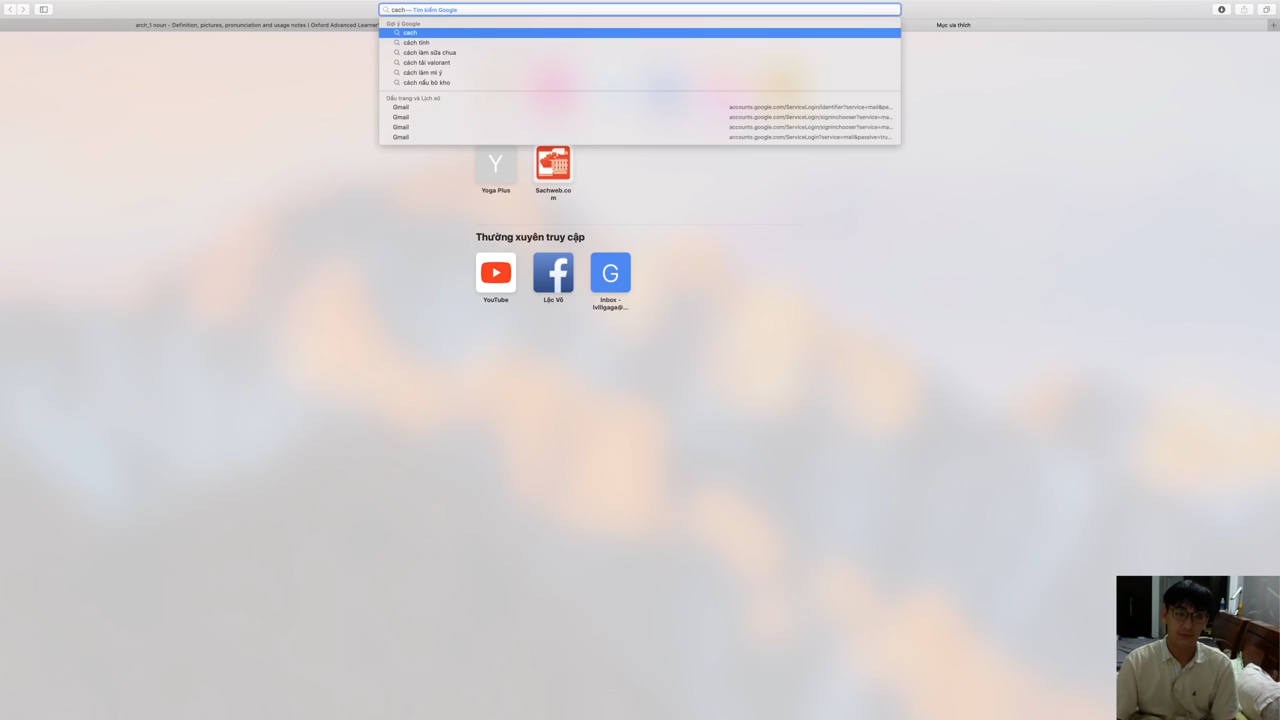 cach — Tìm kiếm Google
arch_1 noun - Definition, pictures, pronunciation and usage notes | Oxford Advanced Learner
Mục ưa thích
Gợi ý Google
cach
cách tính
cách làm sữa chua
cách tải valorant
cách làm mì ý
cách nấu bò kho
Dấu trang và Lịch sử
Gmail accounts.google.com/ServiceLogin/identifier?service=mail&pa...
Gmail accounts.google.com/ServiceLogin/signinchooser?service=ma...
Gmail accounts.google.com/ServiceLogin/signinchooser?service=ma...
Gmail accounts.google.com/ServiceLogin?service=mail&passive=tru...
Y
Yoga Plus
Sachweb.co
m
Thường xuyên truy cập
f
G
YouTube
Lộc Võ
Inbox -
lvlllgaga@...